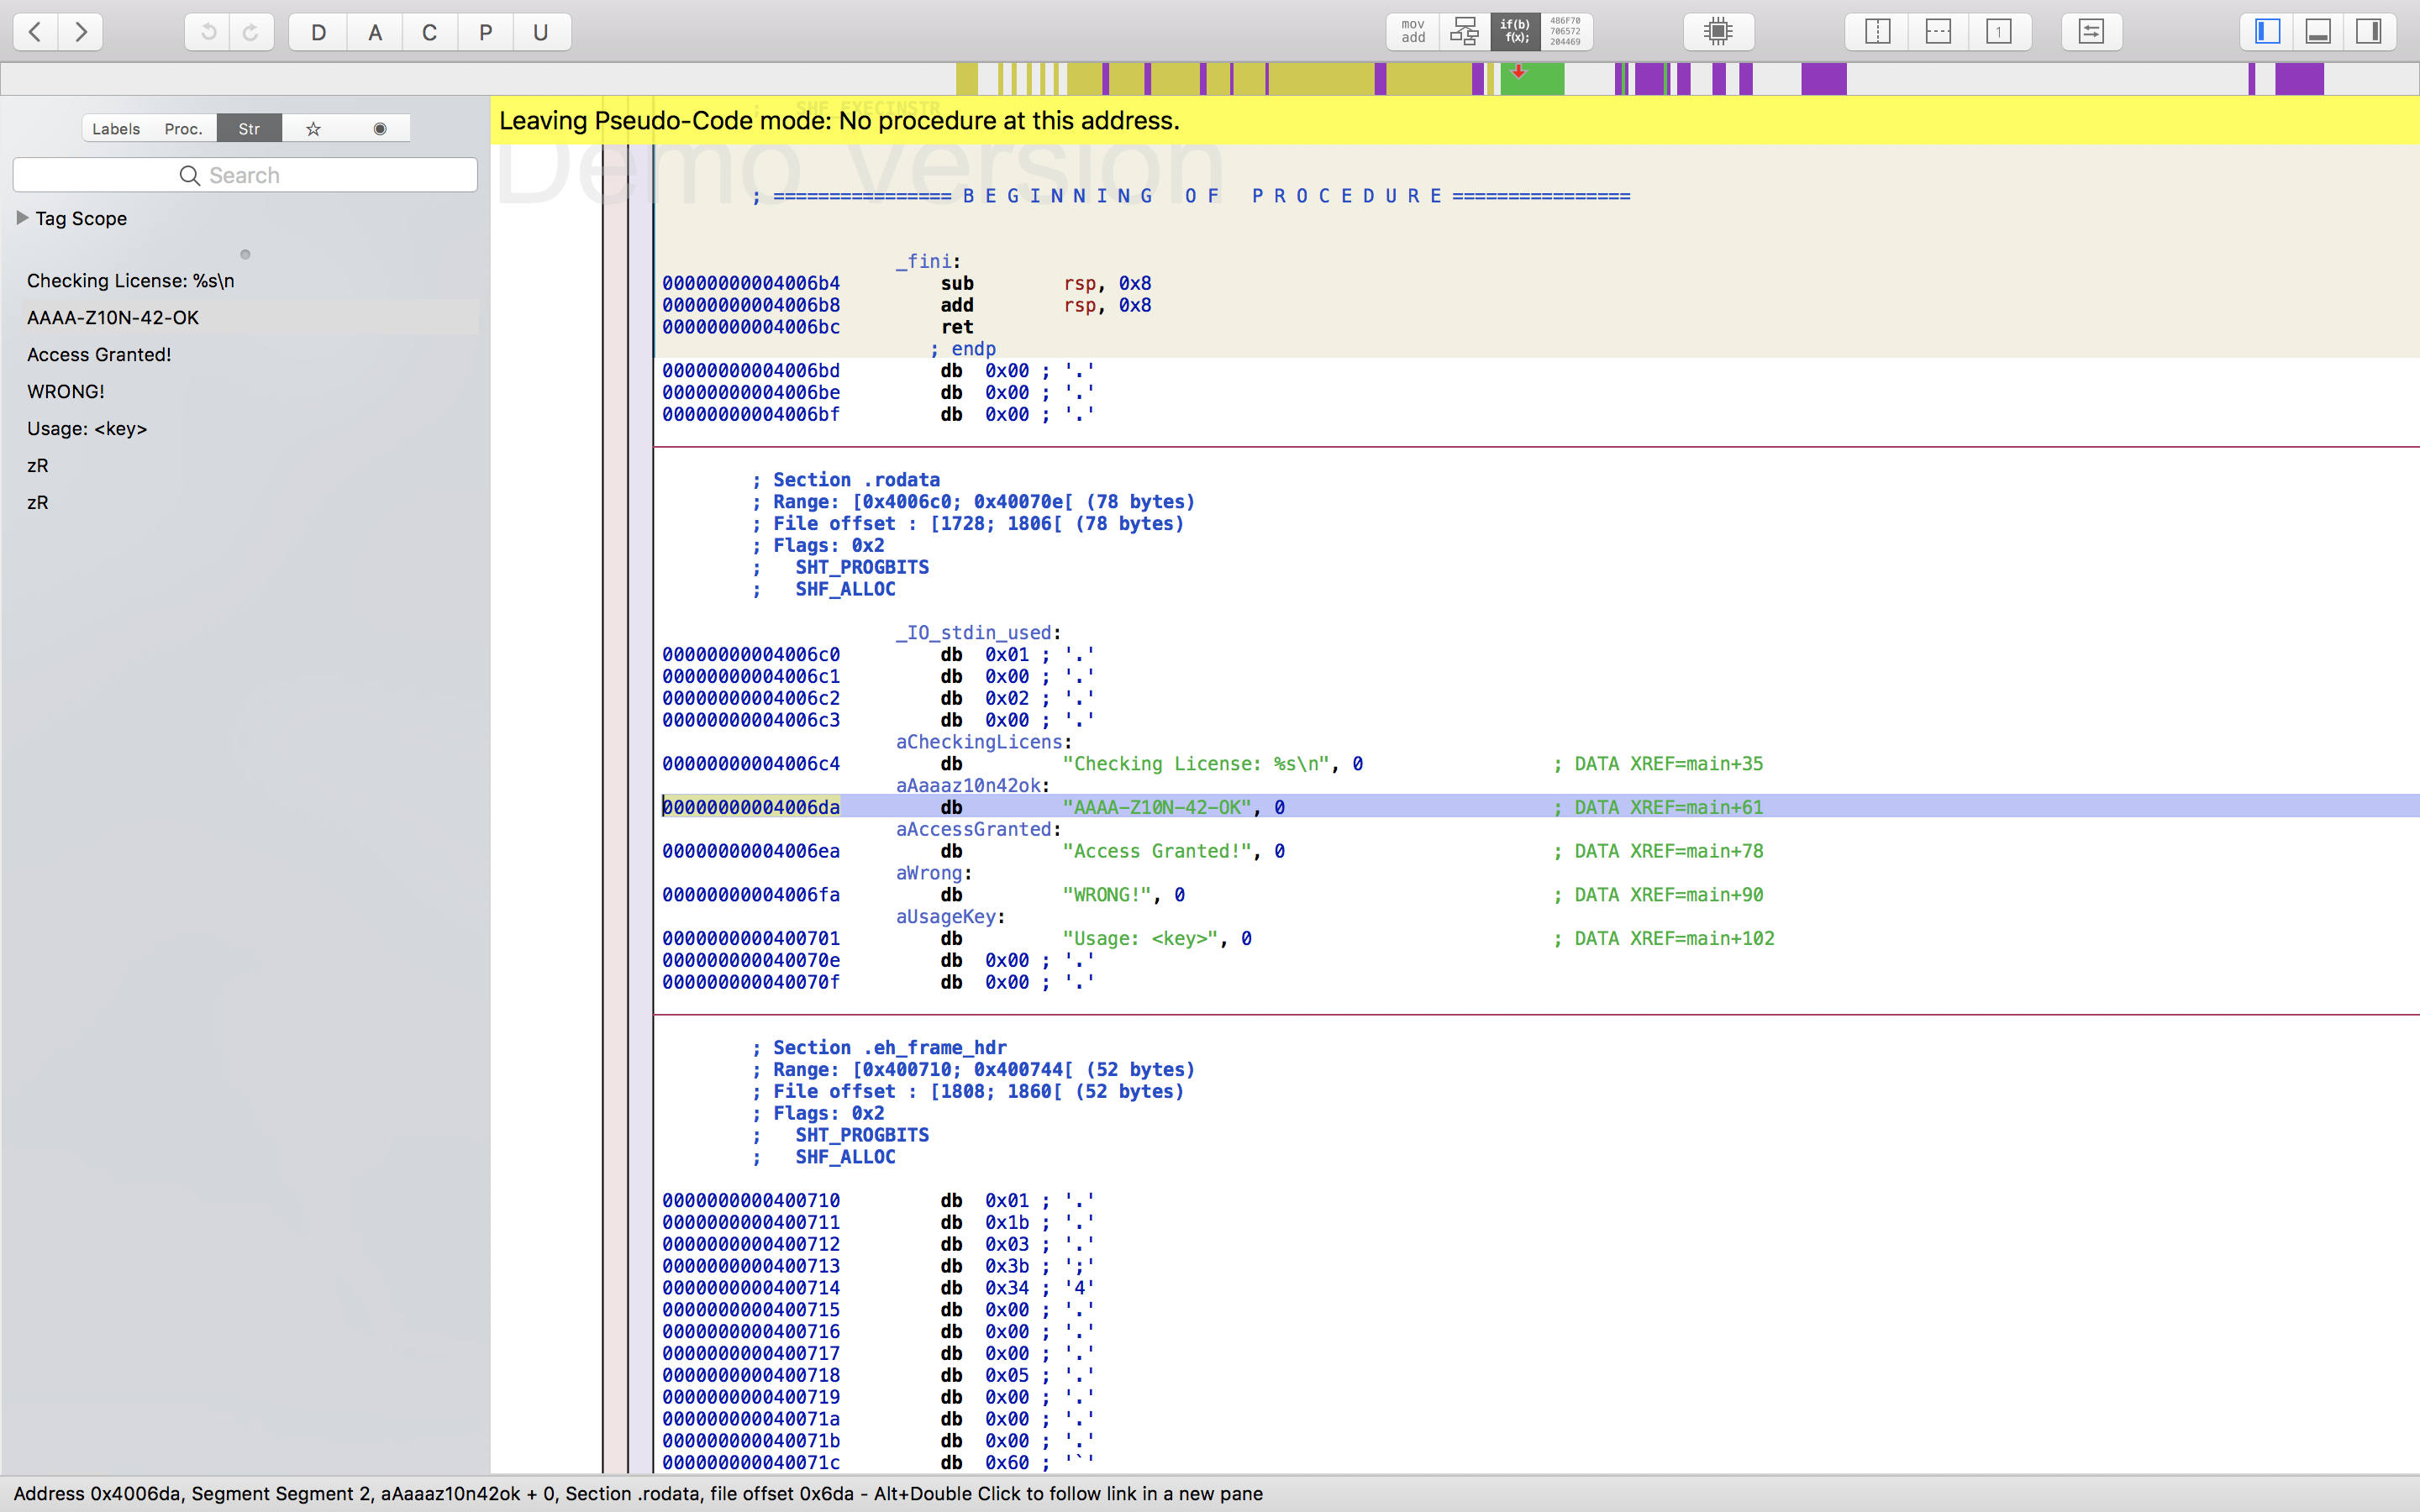 D A C P U
mov add
if(b) f(x);
486F70 706572 204469
1
Labels Proc. Str
Search
Tag Scope
Checking License: %s\n
AAAA-Z10N-42-OK
Access Granted!
WRONG!
Usage: <key>
zR
zR
; SHF_EXECINSTR
Leaving Pseudo-Code mode: No procedure at this address.
Demo Version
; ================ B E G I N N I N G   O F   P R O C E D U R E ================
_fini:
00000000004006b4 sub rsp, 0x8
00000000004006b8 add rsp, 0x8
00000000004006bc ret
; endp
00000000004006bd db 0x00 ; '.'
00000000004006be db 0x00 ; '.'
00000000004006bf db 0x00 ; '.'
; Section .rodata
; Range: [0x4006c0; 0x40070e[ (78 bytes)
; File offset : [1728; 1806[ (78 bytes)
; Flags: 0x2
; SHT_PROGBITS
; SHF_ALLOC
_IO_stdin_used:
00000000004006c0 db 0x01 ; '.'
00000000004006c1 db 0x00 ; '.'
00000000004006c2 db 0x02 ; '.'
00000000004006c3 db 0x00 ; '.'
aCheckingLicens:
00000000004006c4 db "Checking License: %s\n", 0 ; DATA XREF=main+35
aAaaaz10n42ok:
00000000004006da db "AAAA-Z10N-42-OK", 0 ; DATA XREF=main+61
aAccessGranted:
00000000004006ea db "Access Granted!", 0 ; DATA XREF=main+78
aWrong:
00000000004006fa db "WRONG!", 0 ; DATA XREF=main+90
aUsageKey:
0000000000400701 db "Usage: <key>", 0 ; DATA XREF=main+102
000000000040070e db 0x00 ; '.'
000000000040070f db 0x00 ; '.'
; Section .eh_frame_hdr
; Range: [0x400710; 0x400744[ (52 bytes)
; File offset : [1808; 1860[ (52 bytes)
; Flags: 0x2
; SHT_PROGBITS
; SHF_ALLOC
0000000000400710 db 0x01 ; '.'
0000000000400711 db 0x1b ; '.'
0000000000400712 db 0x03 ; '.'
0000000000400713 db 0x3b ; ';'
0000000000400714 db 0x34 ; '4'
0000000000400715 db 0x00 ; '.'
0000000000400716 db 0x00 ; '.'
0000000000400717 db 0x00 ; '.'
0000000000400718 db 0x05 ; '.'
0000000000400719 db 0x00 ; '.'
000000000040071a db 0x00 ; '.'
000000000040071b db 0x00 ; '.'
000000000040071c db 0x60 ; '`'
Address 0x4006da, Segment Segment 2, aAaaaz10n42ok + 0, Section .rodata, file offset 0x6da - Alt+Double Click to follow link in a new pane